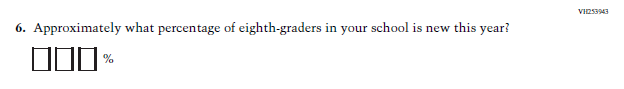 VH253943
6. Approximately what percentage of eighth-graders in your school is new this year?
%